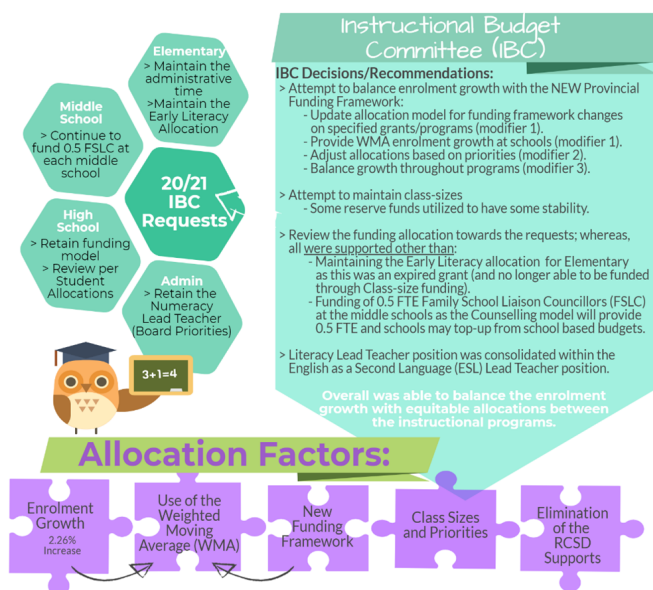 Elementary
> Maintain the
administrative
time
>Maintain the
Early Literacy
Allocation
Middle
School
> Continue to
fund 0.5 FSLC at
each middle
school
20/21
IBC
Requests
High
School
> Retain funding
model
> Review per
Student
Allocations
Admin
> Retain the
Numeracy
Lead Teacher
(Board Priorities)
3+1=4
Instructional Budget
Committee (IBC)
IBC Decisions/Recommendations:
> Attempt to balance enrolment growth with the NEW Provincial
Funding Framework:
- Update allocation model for funding framework changes
on specified grants/programs (modifier 1).
- Provide WMA enrolment growth at schools (modifier 1).
- Adjust allocations based on priorities (modifier 2).
- Balance growth throughout programs (modifier 3).
> Attempt to maintain class-sizes
- Some reserve funds utilized to have some stability.
> Review the funding allocation towards the requests; whereas,
all were supported other than:
- Maintaining the Early Literacy allocation for Elementary
as this was an expired grant (and no longer able to be funded
through Class-size funding).
- Funding of 0.5 FTE Family School Liaison Councillors (FSLC)
at the middle schools as the Counselling model will provide
0.5 FTE and schools may top-up from school based budgets.
> Literacy Lead Teacher position was consolidated within the
English as a Second Language (ESL) Lead Teacher position.
Overall was able to balance the enrolment
growth with equitable allocations between
the instructional programs.
Allocation Factors:
Enrolment
Growth
2.26%
Increase
Use of the
Weighted
Moving
Average (WMA)
New
Funding
Framework
Class Sizes
and Priorities
Elimination
of the
RCSD
Supports